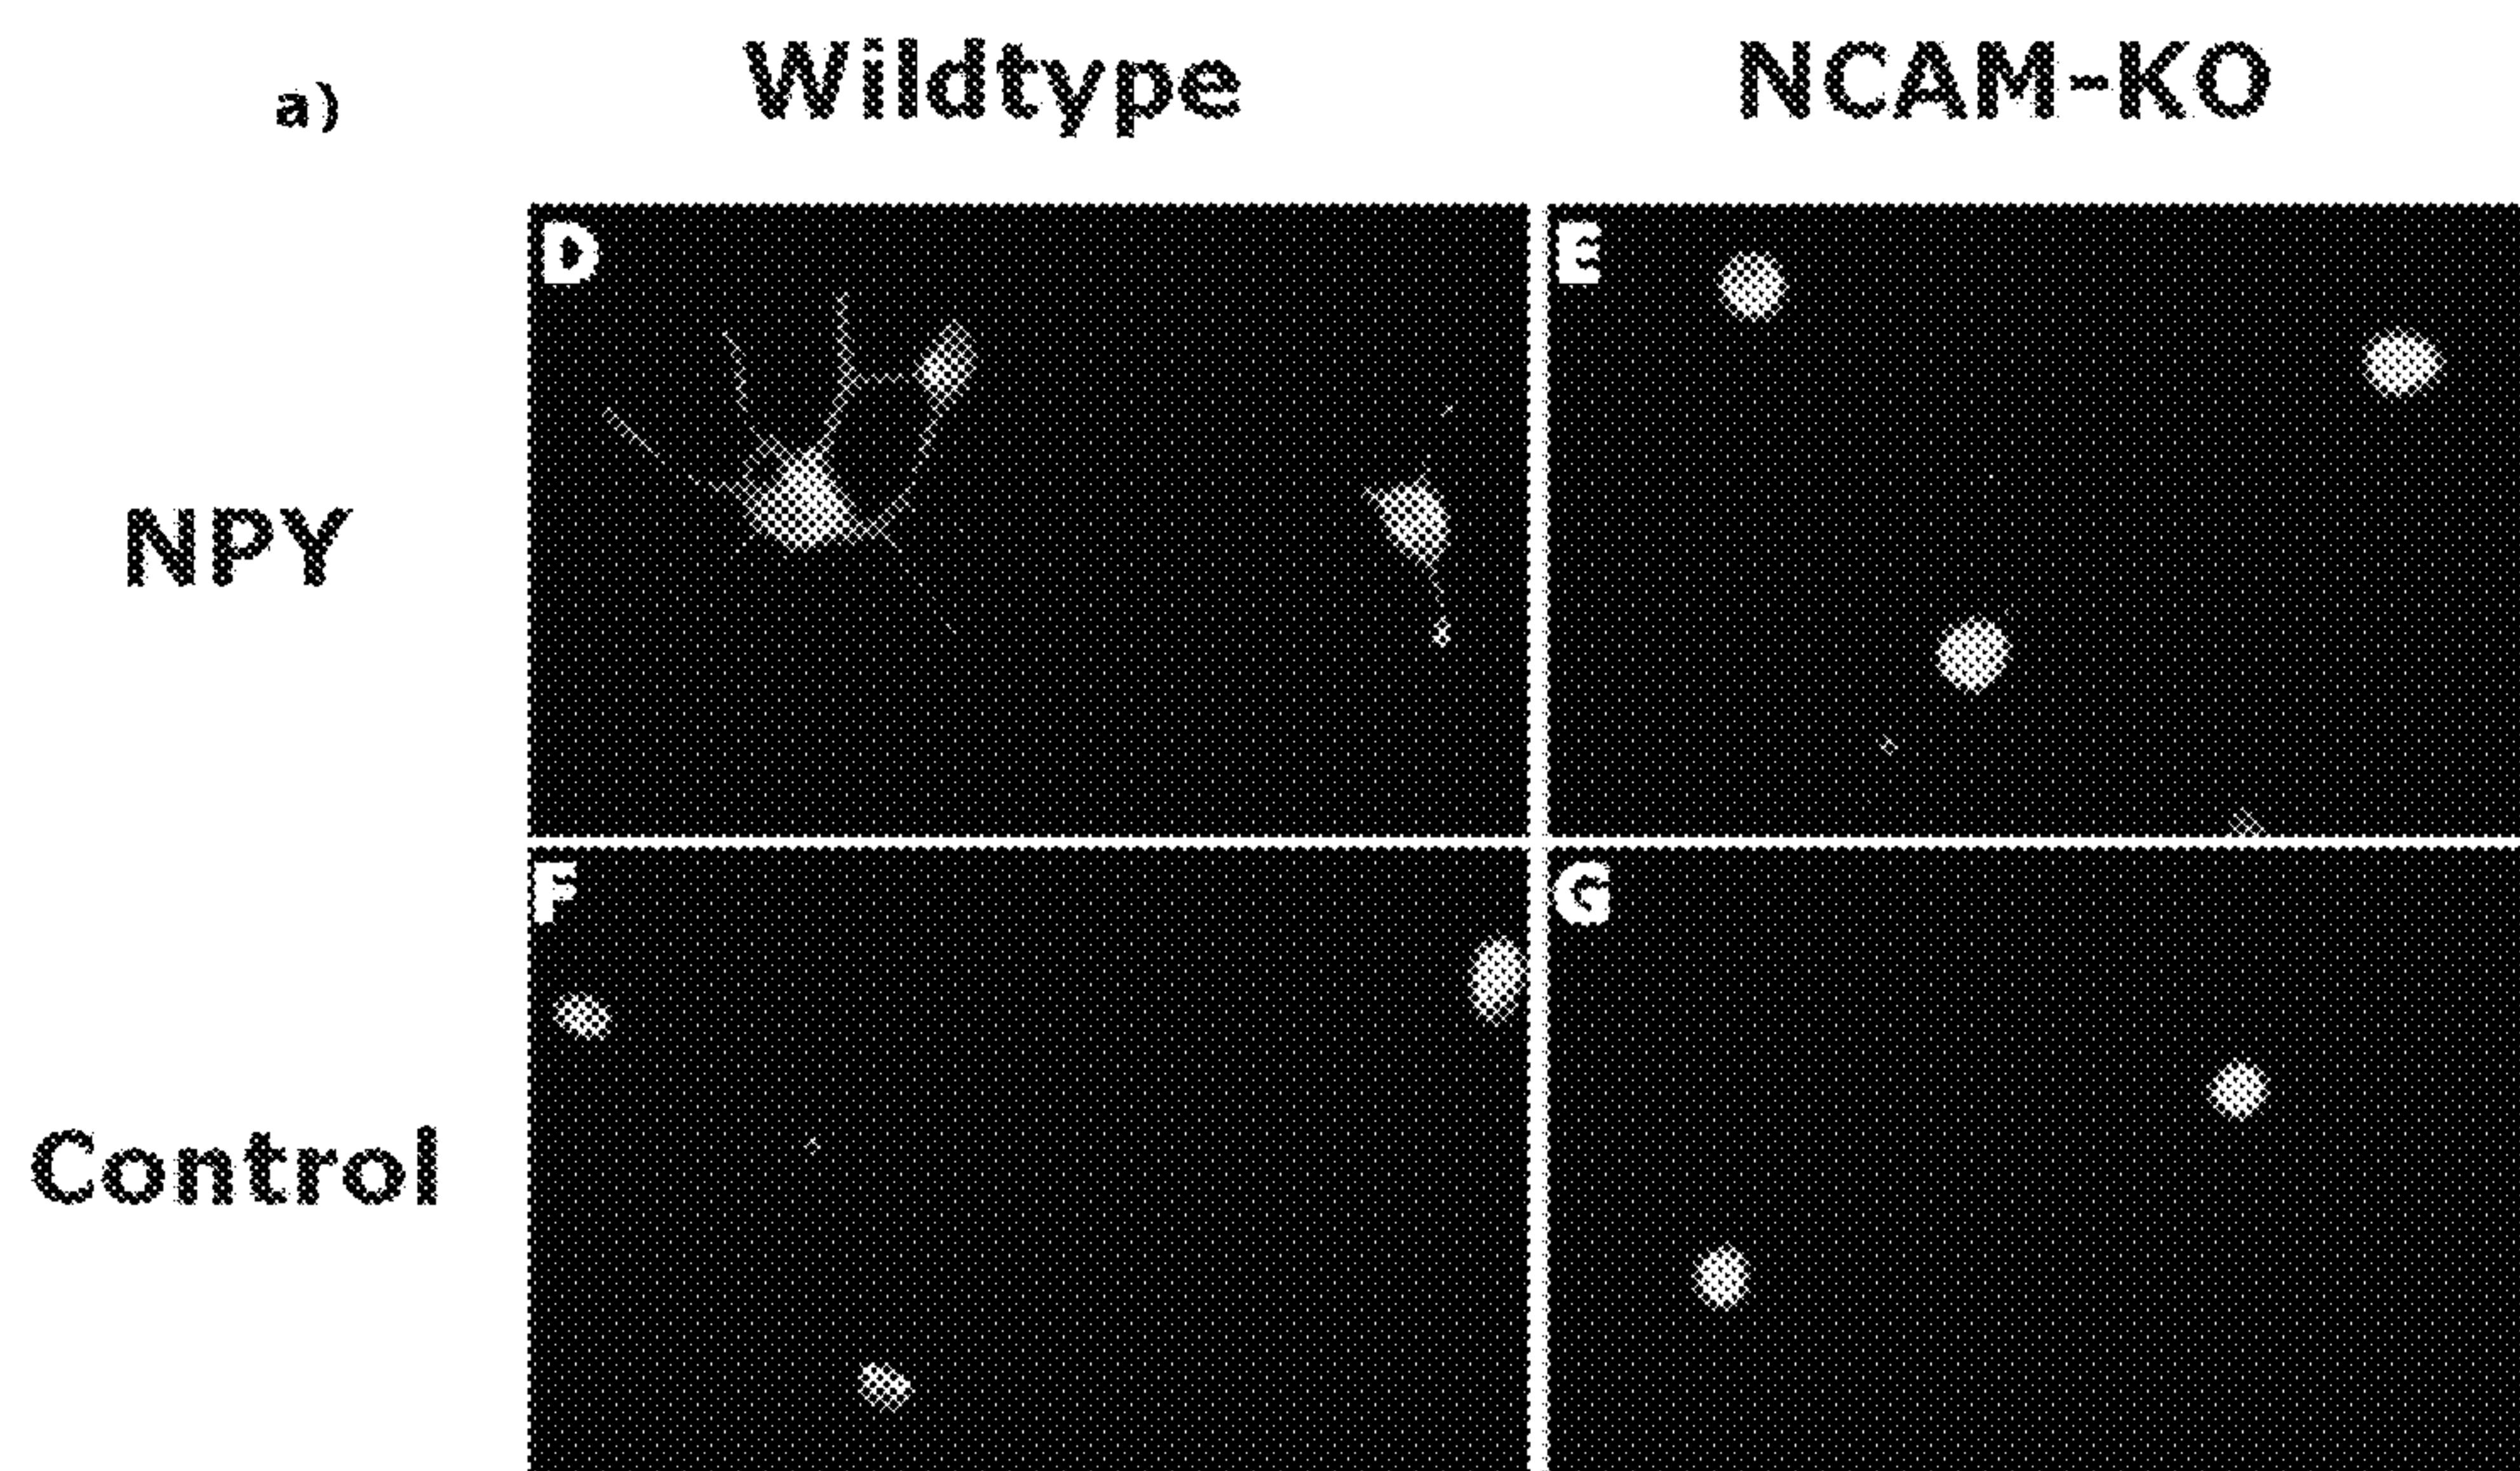 a) Wildtype NCAM-KO
D E
NPY
F G
Control